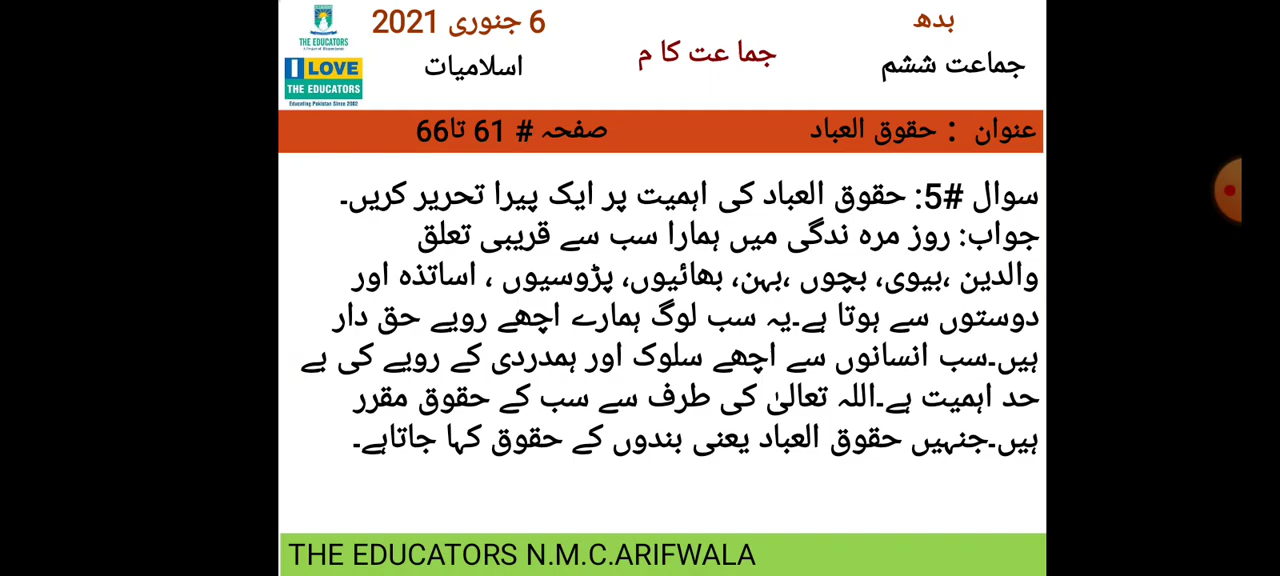 بدھ
6 جنوری 2021
THE EDUCATORS
جما عت کا م
جماعت ششم
اسلامیات
I LOVE
THE EDUCATORS
Educating Pakistan Since 2002
عنوان : حقوق العباد صفحہ # 61 تا66
سوال #5: حقوق العباد کی اہمیت پر ایک پیرا تحریر کریں۔
جواب: روز مرہ ندگی میں ہمارا سب سے قریبی تعلق
والدین ،بیوی، بچوں ،بہن، بھائیوں، پڑوسیوں ، اساتذہ اور
دوستوں سے ہوتا ہے۔یہ سب لوگ ہمارے اچھے رویے حق دار
ہیں۔سب انسانوں سے اچھے سلوک اور ہمدردی کے رویے کی بے
حد اہمیت ہے۔اللہ تعالیٰ کی طرف سے سب کے حقوق مقرر
ہیں۔جنہیں حقوق العباد یعنی بندوں کے حقوق کہا جاتاہے۔
THE EDUCATORS N.M.C.ARIFWALA